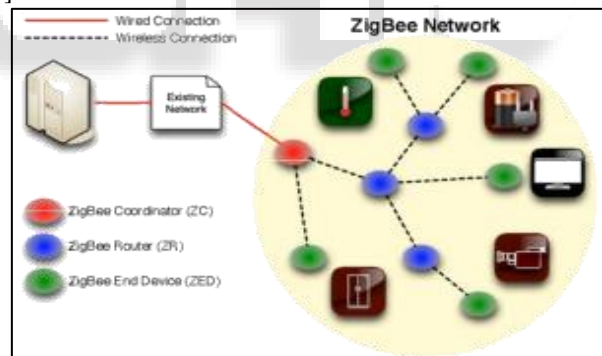 ]
Wired Connection
Wireless Connection
ZigBee Network
Existing
Network
ZigBee Coordinator (ZC)
ZigBee Router (ZR)
ZigBee End Device (ZED)